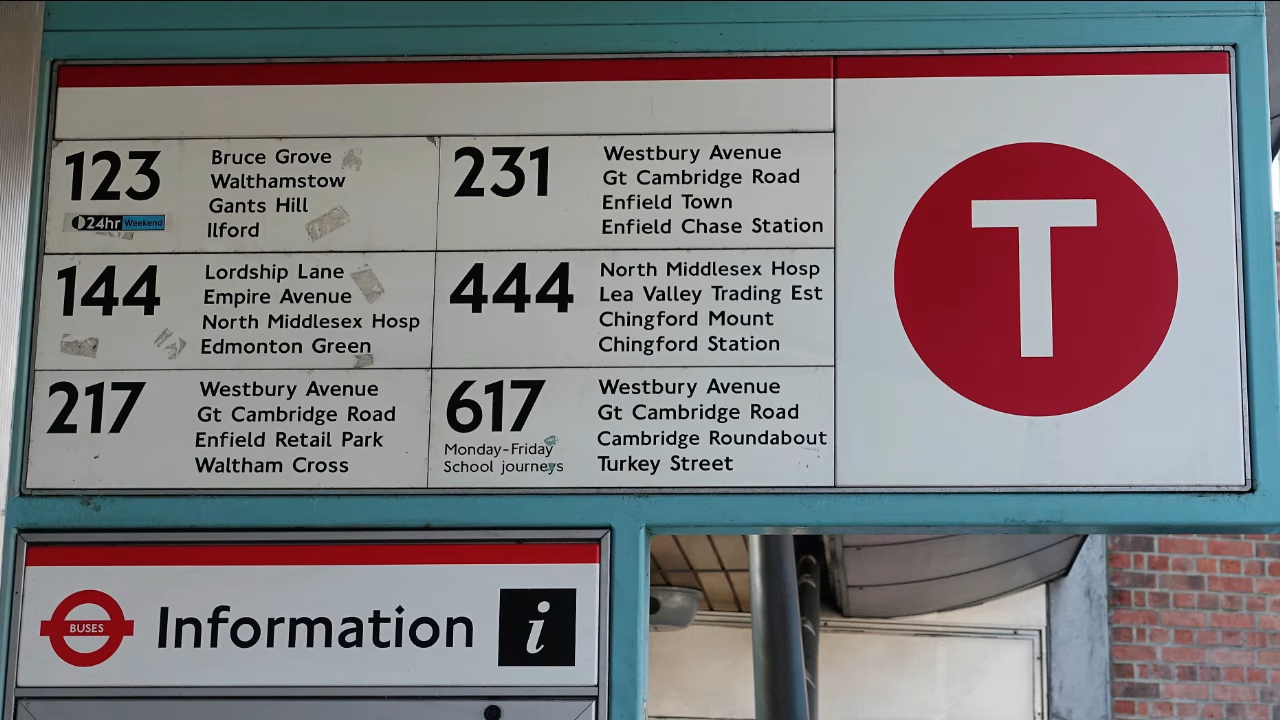 123
24hr Weekend
Bruce Grove
Walthamstow
Gants Hill
Ilford
231
Westbury Avenue
Gt Cambridge Road
Enfield Town
Enfield Chase Station
144
Lordship Lane
Empire Avenue
North Middlesex Hosp
Edmonton Green
444
North Middlesex Hosp
Lea Valley Trading Est
Chingford Mount
Chingford Station
217
Westbury Avenue
Gt Cambridge Road
Enfield Retail Park
Waltham Cross
617
Monday-Friday
School journeys
Westbury Avenue
Gt Cambridge Road
Cambridge Roundabout
Turkey Street
T
BUSES
Information
i